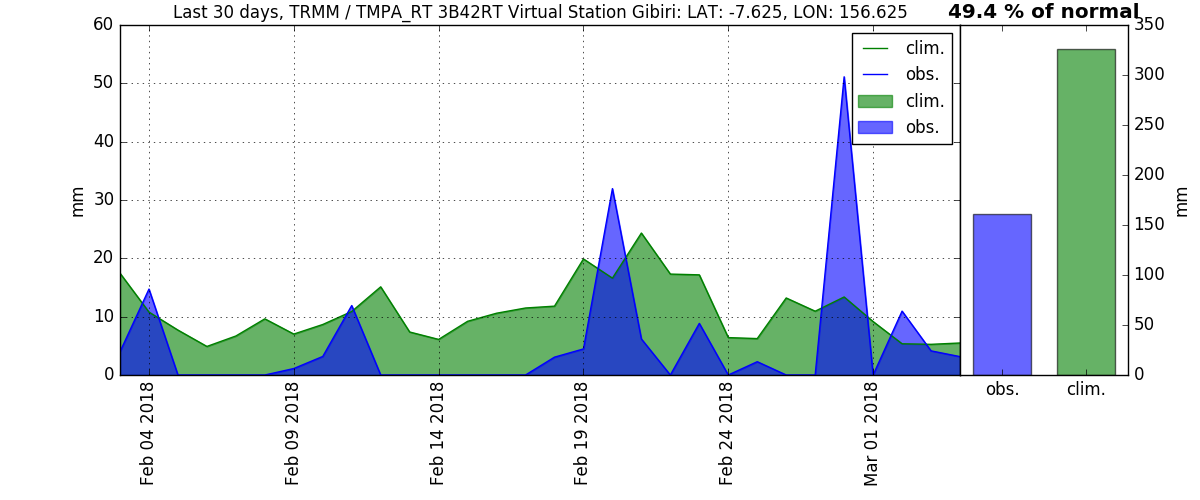 Last 30 days, TRMM / TMPA_RT 3B42RT Virtual Station Gibiri: LAT: -7.625, LON: 156.625
49.4 % of normal
60
50
40
30
20
10
0
mm
clim.
obs.
clim.
obs.
Feb 04 2018
Feb 09 2018
Feb 14 2018
Feb 19 2018
Feb 24 2018
Mar 01 2018
350
300
250
200
150
100
50
0
mm
obs.
clim.